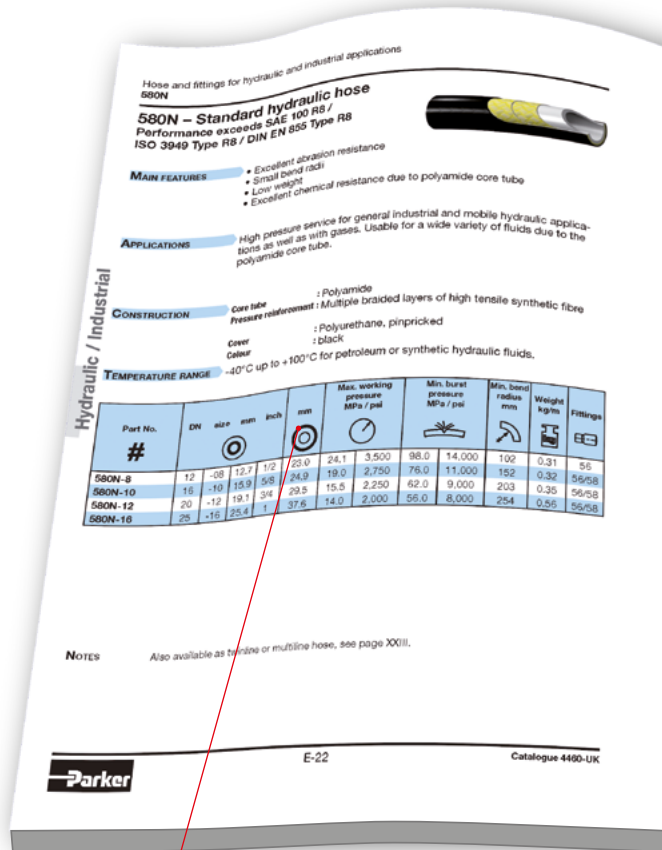 Hose and fittings for hydraulic and industrial applications
580N
580N – Standard hydraulic hose
Performance exceeds SAE 100 R8 /
ISO 3949 Type R8 / DIN EN 855 Type R8
MAIN FEATURES
• Excellent abrasion resistance
• Small bend radii
• Low weight
• Excellent chemical resistance due to polyamide core tube
APPLICATIONS
High pressure service for general industrial and mobile hydraulic applica-
tions as well as with gases. Usable for a wide variety of fluids due to the
polyamide core tube.
Hydraulic / Industrial
CONSTRUCTION
Core tube : Polyamide
Pressure reinforcement : Multiple braided layers of high tensile synthetic fibre
Cover : Polyurethane, pinpricked
Colour : black
TEMPERATURE RANGE -40°C up to +100°C for petroleum or synthetic hydraulic fluids.
Part No. DN size mm inch mm Max. working pressure MPa / psi Min. burst pressure MPa / psi Min. bend radius mm Weight kg/m Fittings
#
580N-8 12 -08 12.7 1/2 23.0 24.1 3,500 98.0 14,000 102 0.31 56
580N-10 16 -10 15.9 5/8 24.9 19.0 2,750 76.0 11,000 152 0.32 56/58
580N-12 20 -12 19.1 3/4 29.5 15.5 2,250 62.0 9,000 203 0.35 56/58
580N-16 25 -16 25.4 1 37.6 14.0 2,000 56.0 8,000 254 0.56 56/58
NOTES Also available as twinline or multiline hose, see page XXIII.
E-22
Catalogue 4460-UK
Parker